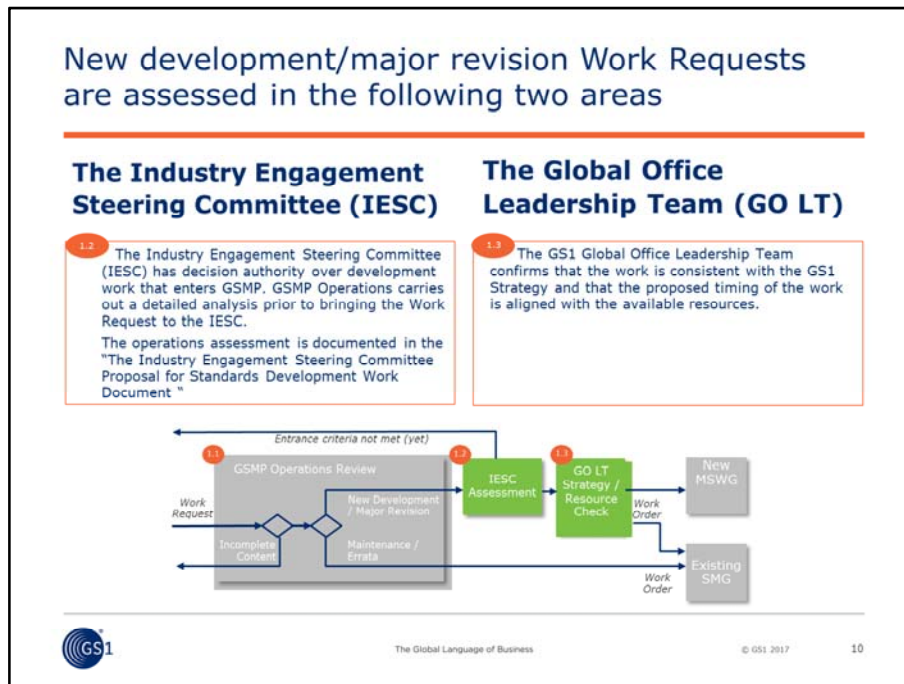 New development/major revision Work Requests
are assessed in the following two areas
The Industry Engagement
Steering Committee (IESC)
The Global Office
Leadership Team (GO LT)
1.2
The Industry Engagement Steering Committee
(IESC) has decision authority over development
work that enters GSMP. GSMP Operations carries
out a detailed analysis prior to bringing the Work
Request to the IESC.
The operations assessment is documented in the
"The Industry Engagement Steering Committee
Proposal for Standards Development Work
Document "
1.3
The GS1 Global Office Leadership Team
confirms that the work is consistent with the GS1
Strategy and that the proposed timing of the work
is aligned with the available resources.
Entrance criteria not met (yet)
1.1
GSMP Operations Review
Work
Request
Incomplete
Content
New Development
/ Major Revision
Maintenance /
Errata
1.2
IESC
Assessment
1.3
GO LT
Strategy /
Resource
Check
Work
Order
New
MSWG
Work
Order
Existing
SMG
GS1
The Global Language of Business
© GS1 2017
10